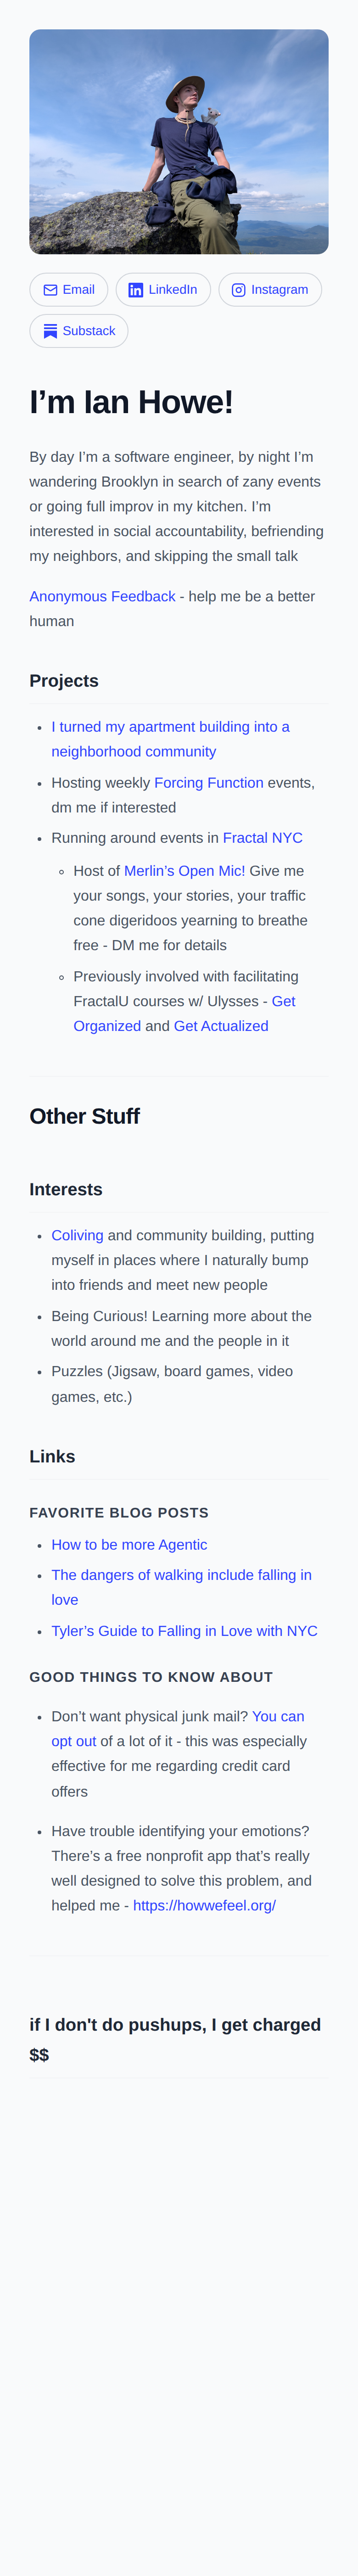 Email
LinkedIn
Instagram
Substack
I’m Ian Howe!
By day I’m a software engineer, by night I’m
wandering Brooklyn in search of zany events
or going full improv in my kitchen. I’m
interested in social accountability, befriending
my neighbors, and skipping the small talk
Anonymous Feedback - help me be a better
human
Projects
I turned my apartment building into a
neighborhood community
Hosting weekly Forcing Function events,
dm me if interested
Running around events in Fractal NYC
Host of Merlin’s Open Mic! Give me
your songs, your stories, your traffic
cone digeridoos yearning to breathe
free - DM me for details
Previously involved with facilitating
FractalU courses w/ Ulysses - Get
Organized and Get Actualized
Other Stuff
Interests
Coliving and community building, putting
myself in places where I naturally bump
into friends and meet new people
Being Curious! Learning more about the
world around me and the people in it
Puzzles (Jigsaw, board games, video
games, etc.)
Links
FAVORITE BLOG POSTS
How to be more Agentic
The dangers of walking include falling in
love
Tyler’s Guide to Falling in Love with NYC
GOOD THINGS TO KNOW ABOUT
Don’t want physical junk mail? You can
opt out of a lot of it - this was especially
effective for me regarding credit card
offers
Have trouble identifying your emotions?
There’s a free nonprofit app that’s really
well designed to solve this problem, and
helped me - https://howwefeel.org/
if I don't do pushups, I get charged
$$